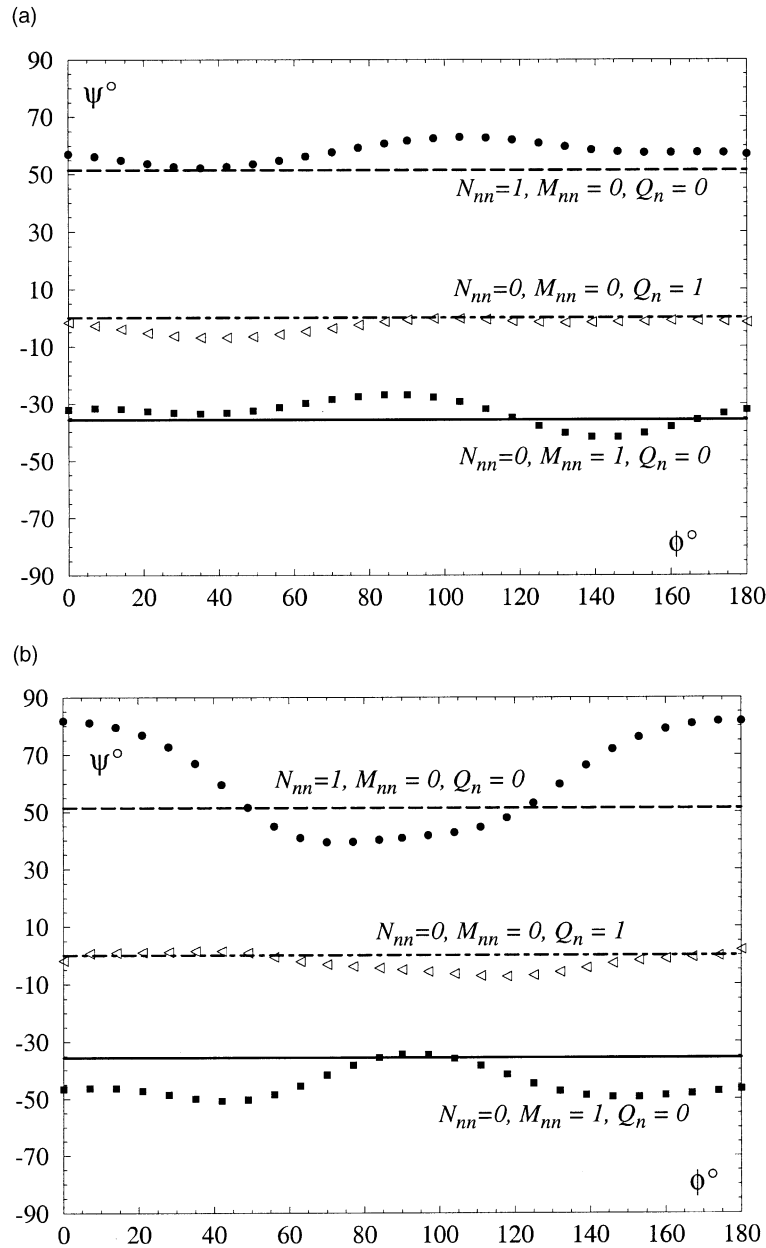 (a)
90
ψ°
70
50
N_nn=1, M_nn = 0, Q_n = 0
30
N_nn=0, M_nn = 0, Q_n = 1
10
-10
-30
N_nn=0, M_nn = 1, Q_n = 0
-50
-70
ϕ°
-90
0 20 40 60 80 100 120 140 160 180
(b)
90
70
ψ°
N_nn=1, M_nn = 0, Q_n = 0
50
30
N_nn=0, M_nn = 0, Q_n = 1
10
-10
-30
-50
N_nn=0, M_nn = 1, Q_n = 0
-70
ϕ°
-90
0 20 40 60 80 100 120 140 160 180